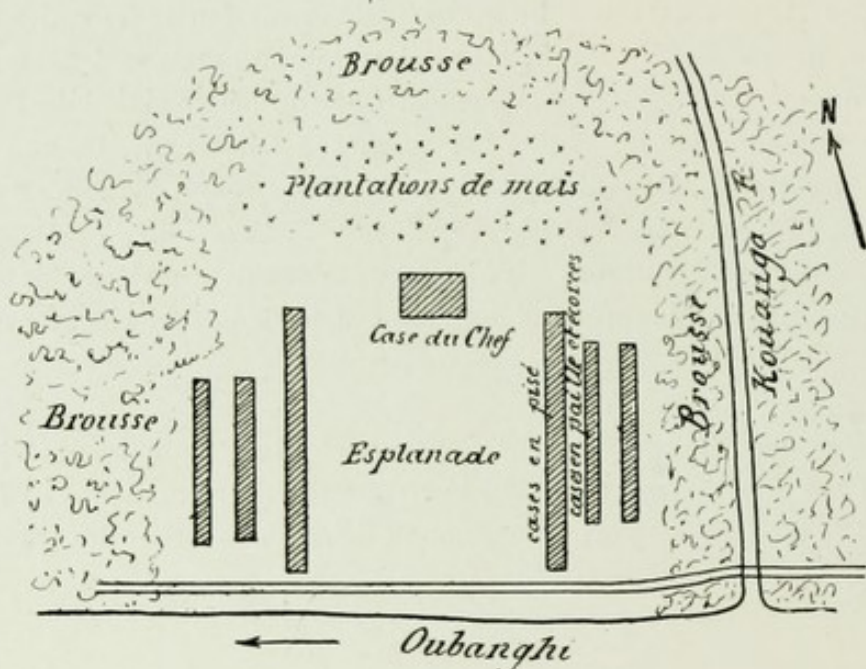 Brousse
N
Plantations de mais
Kouango R
Case du Chef
cases en pisé
cases en paille et écorces
Brousse
Brousse
Esplanade
Oubanghi